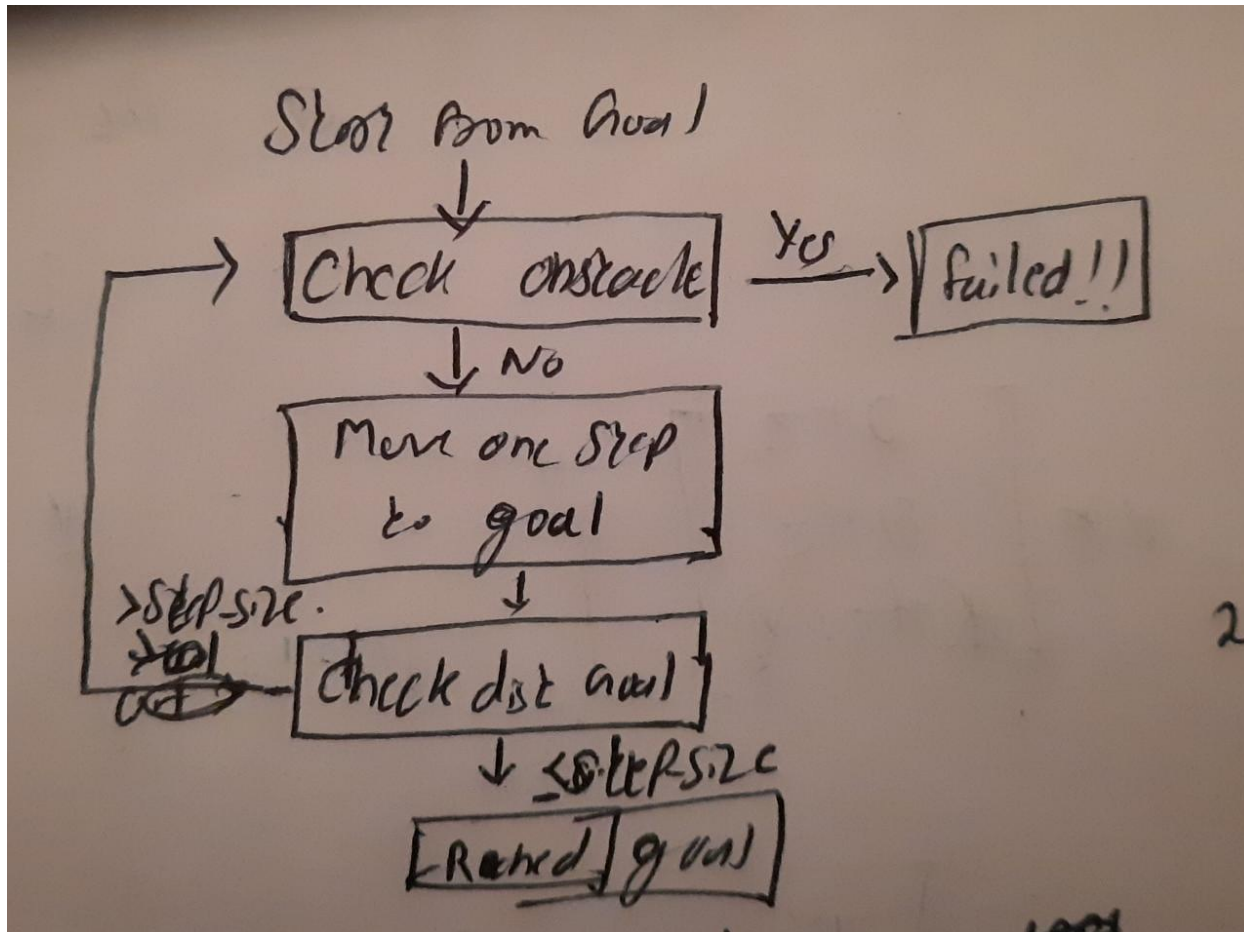 Start from Goal
Check obstacle
Yes
failed!!
No
Move one step
to goal
>step-size.
Check dist Goal
≤step-size
Reached goal
2